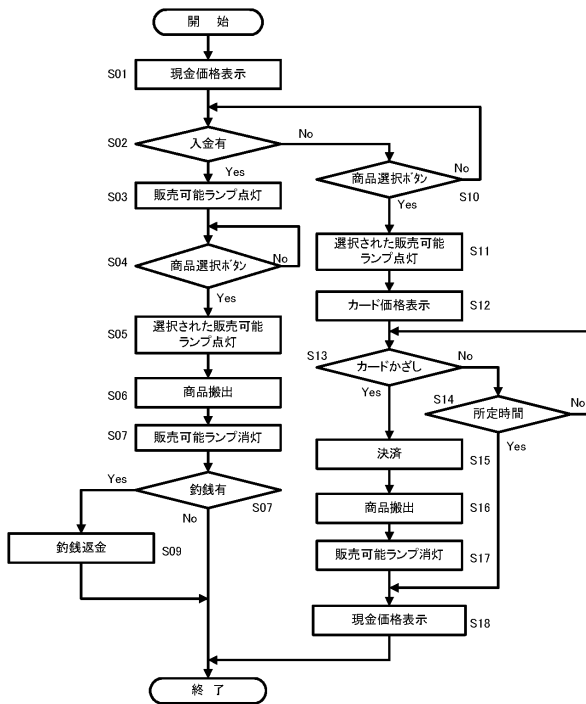 開 始
S01
現金価格表示
S02
入金有
No
Yes
S03
販売可能ランプ点灯
商品選択ボタン
No
S10
Yes
S04
商品選択ボタン
No
Yes
選択された販売可能
ランプ点灯
S11
カード価格表示
S12
S05
選択された販売可能
ランプ点灯
S13
カードかざし
No
Yes
S06
商品搬出
S14
所定時間
No
Yes
S07
販売可能ランプ消灯
決済
S15
釣銭有
Yes
No
S07
商品搬出
S16
釣銭返金
S09
販売可能ランプ消灯
S17
現金価格表示
S18
終 了